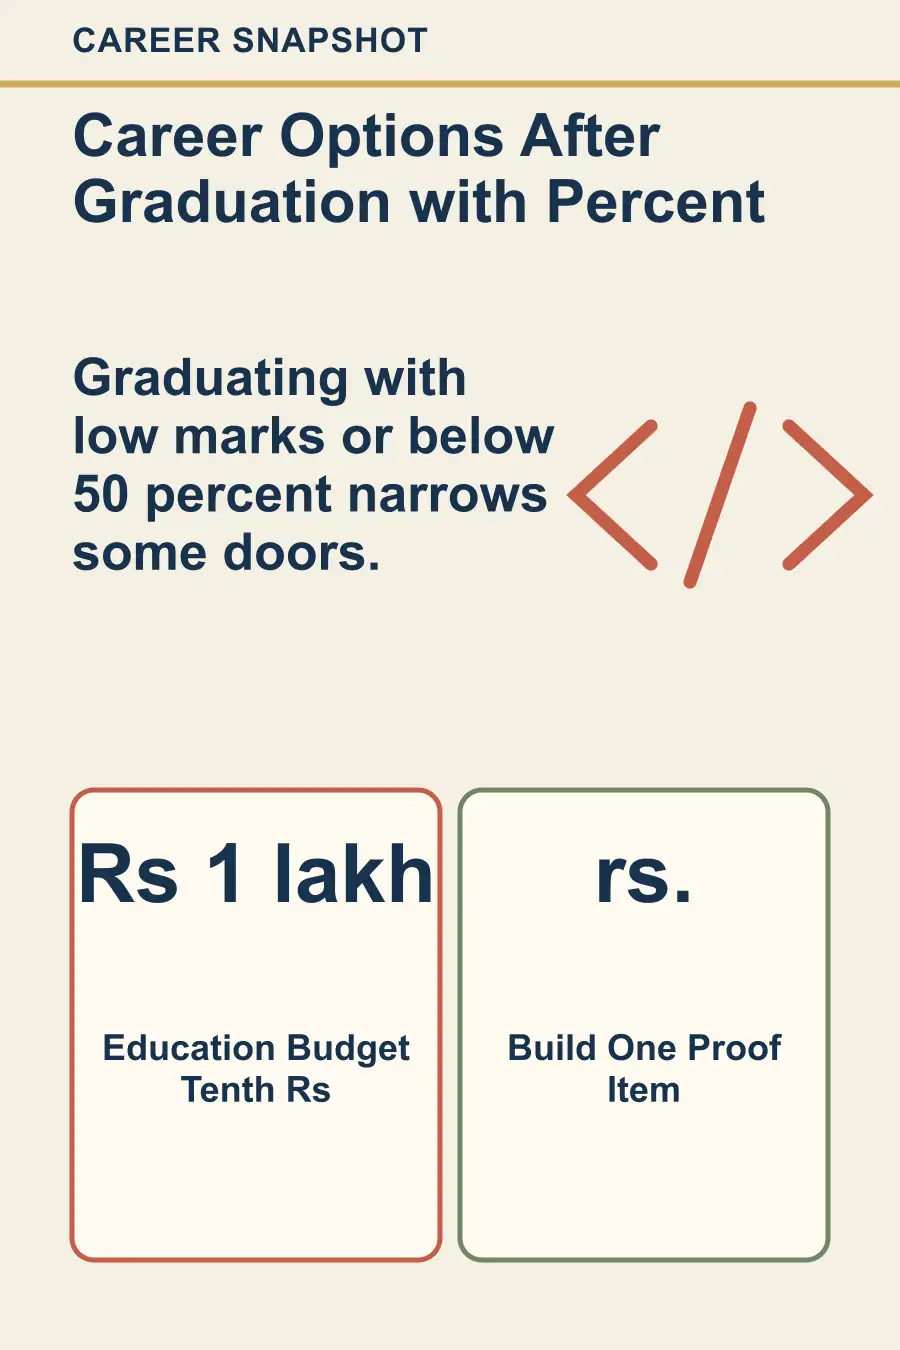 CAREER SNAPSHOT
Career Options After
Graduation with Percent
Graduating with
low marks or below
50 percent narrows
some doors.
Rs 1 lakh
Education Budget
Tenth Rs
rs.
Build One Proof
Item